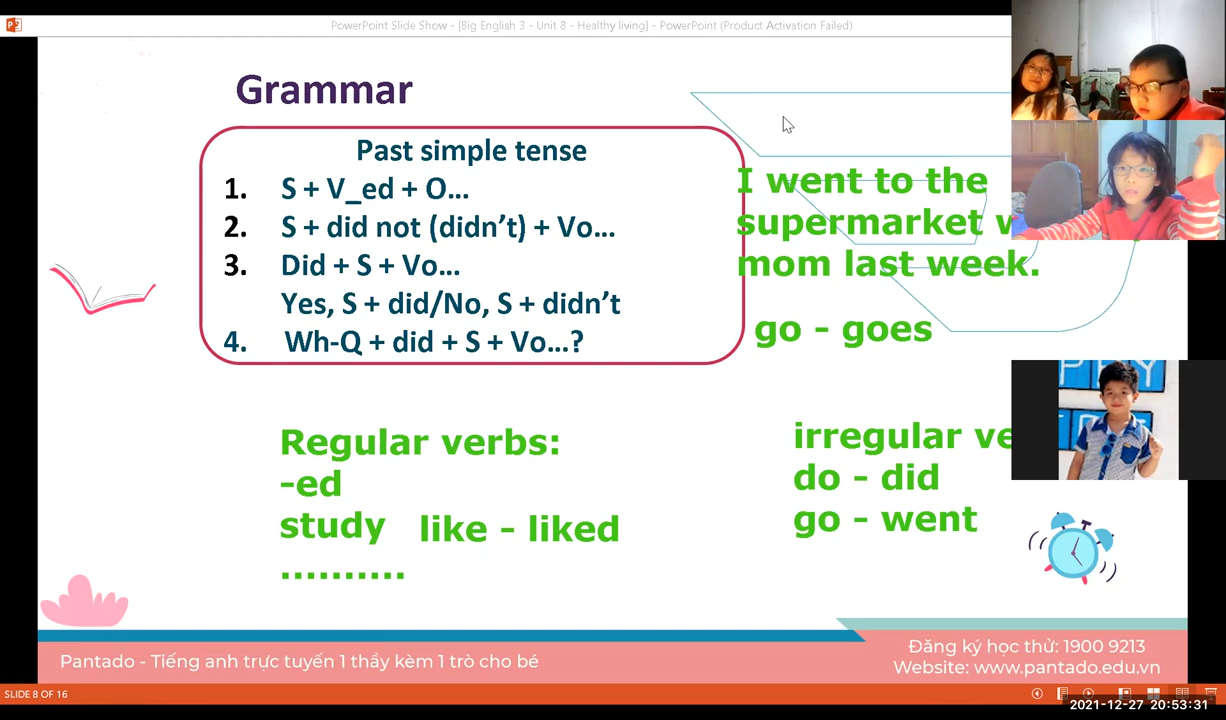 PowerPoint Slide Show - [Big English 3 - Unit 8 - Healthy living] - PowerPoint (Product Activation Failed)
Grammar
Past simple tense
1. S + V_ed + O...
2. S + did not (didn’t) + Vo...
3. Did + S + Vo...
Yes, S + did/No, S + didn’t
4. Wh-Q + did + S + Vo...?
I went to the
supermarket
mom last week.
go - goes
Regular verbs:
-ed
study like - liked
..........
irregular
do - did
go - went
Pantado - Tiếng anh trực tuyến 1 thầy kèm 1 trò cho bé
Đăng ký học thử: 1900 9213
Website: www.pantado.edu.vn
SLIDE 8 OF 16
2021-12-27 20:53:31